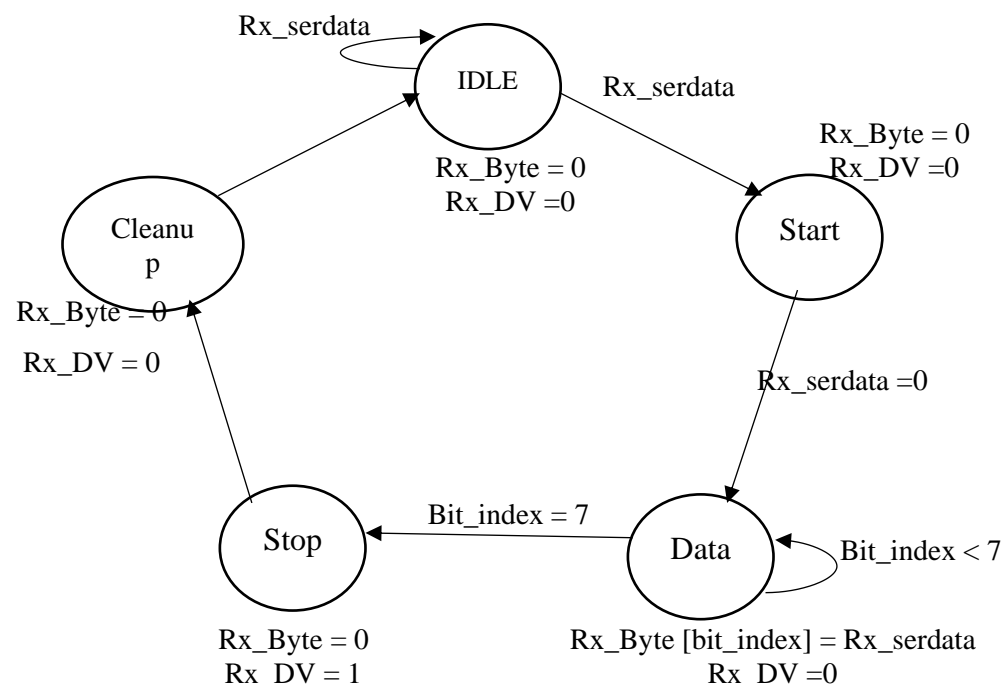 Rx_serdata
IDLE
Rx_serdata
Rx_Byte = 0
Rx_DV =0
Rx_Byte = 0
Rx_DV =0
Start
Cleanu
p
Rx_Byte = 0
Rx_DV = 0
Rx_serdata =0
Bit_index = 7
Stop
Data
Bit_index < 7
Rx_Byte = 0
Rx_DV = 1
Rx_Byte [bit_index] = Rx_serdata
Rx_DV =0